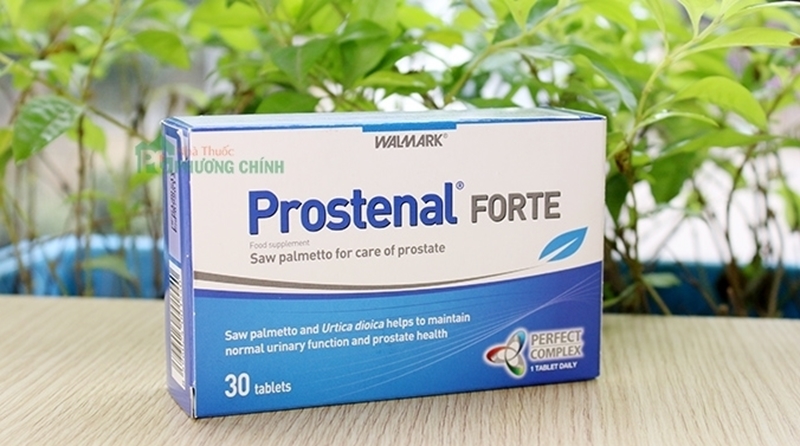 WALMARK®
Nhà Thuốc
PHƯƠNG CHÍNH
Prostenal® FORTE
Food supplement
Saw palmetto for care of prostate
Saw palmetto and Urtica dioica helps to maintain
normal urinary function and prostate health
PERFECT
COMPLEX
1 TABLET DAILY
30 tablets